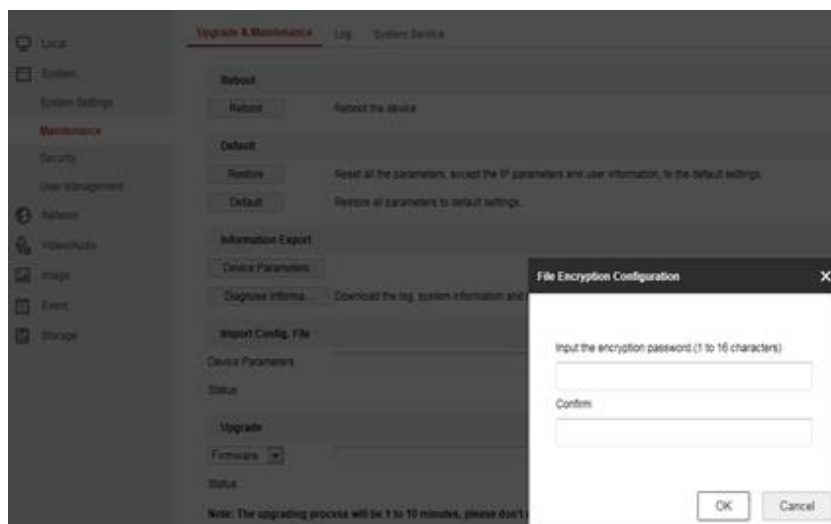 Upgrade & Maintenance Log System Service
Local
System
System Settings
Maintenance
Security
User Management
Network
Video/Audio
Image
Event
Storage
Reboot
Reboot Reboot the device.
Default
Restore Reset all the parameters, except the IP parameters and user information, to the default settings.
Default Restore all parameters to default settings.
Information Export
Device Parameters
Diagnose Informa... Download the log, system information and
Import Config. File
Device Parameters
Status
Upgrade
Firmware
Status
Note: The upgrading process will be 1 to 10 minutes, please don't
File Encryption Configuration X
Input the encryption password.(1 to 16 characters)
Confirm
OK Cancel